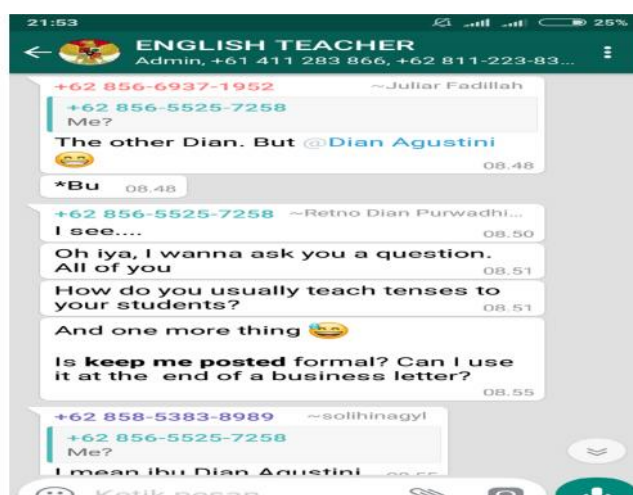 21:53 25%
ENGLISH TEACHER
Admin, +61 411 283 866, +62 811-223-83...
+62 856-6937-1952 ~Juliar Fadillah
+62 856-5525-7258
Me?
The other Dian. But @Dian Agustini
08.48
*Bu 08.48
+62 856-5525-7258 ~Retno Dian Purwadhi...
I see.... 08.50
Oh iya, I wanna ask you a question.
All of you 08.51
How do you usually teach tenses to
your students? 08.51
And one more thing
Is keep me posted formal? Can I use
it at the end of a business letter?
08.55
+62 858-5383-8989 ~solihinagyl
+62 856-5525-7258
Me?
I mean ibu Dian Agustini
Ketik pesan